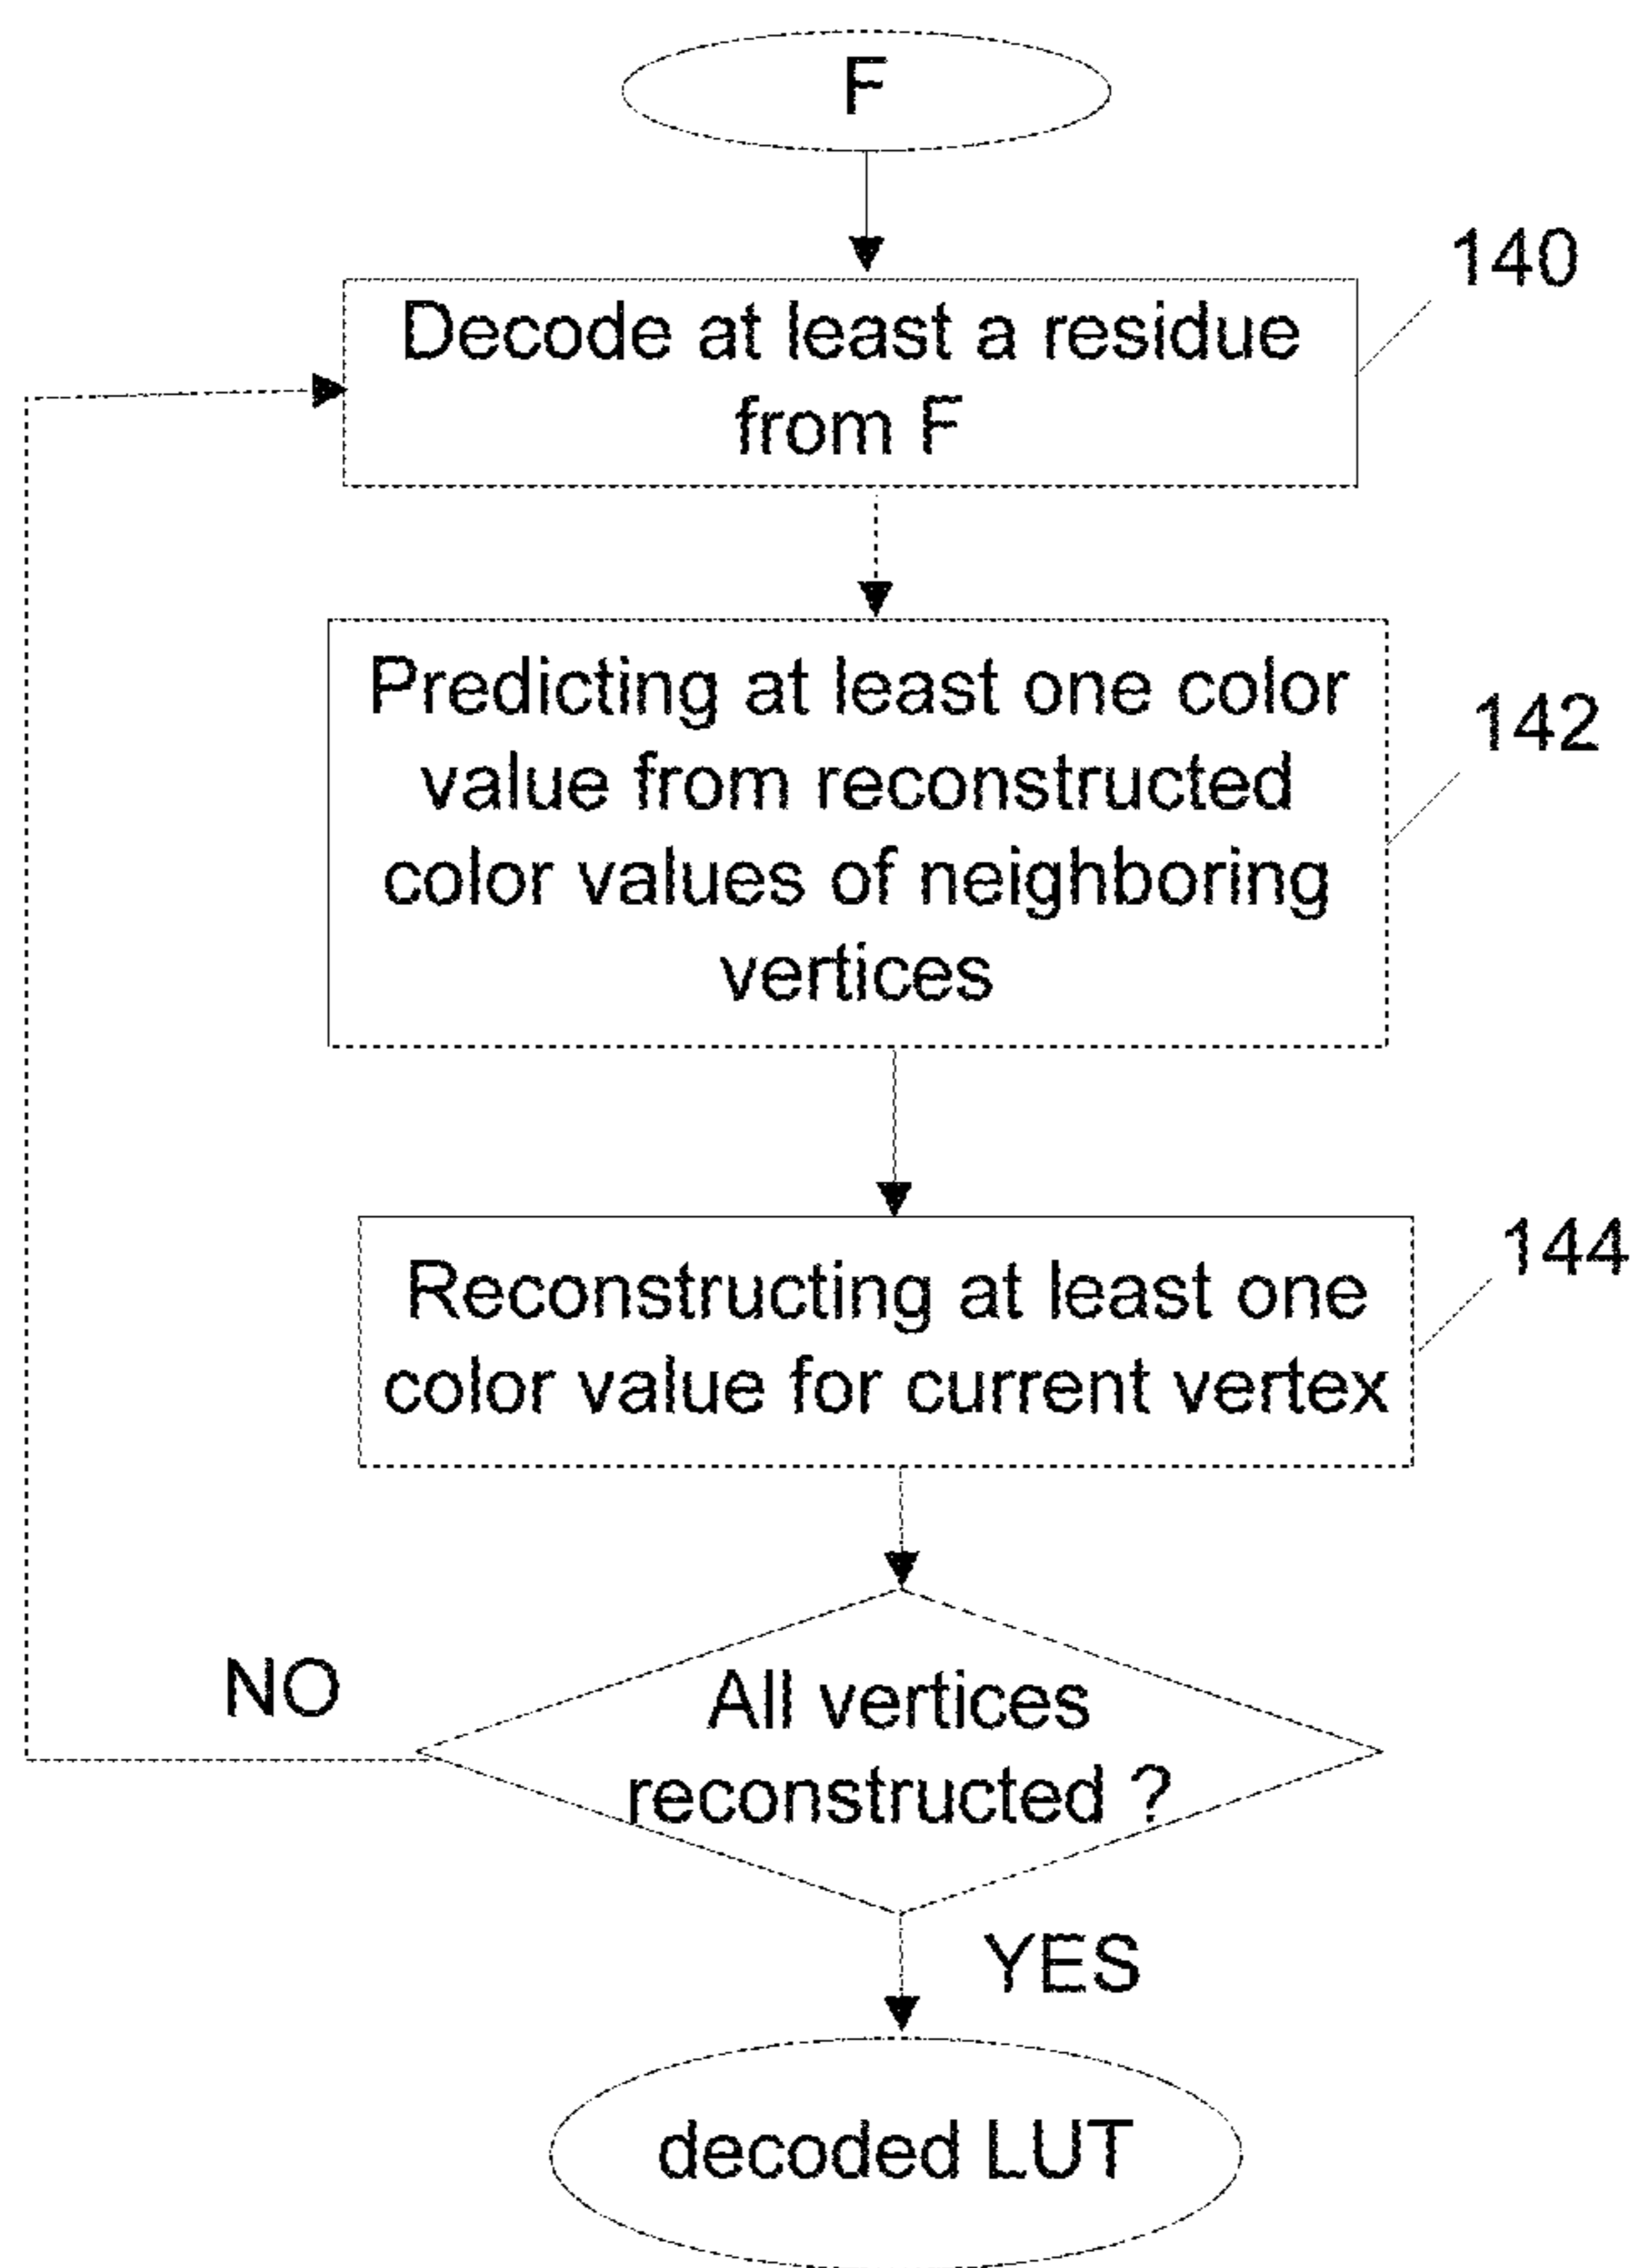 F
140
Decode at least a residue
from F
Predicting at least one color
142
value from reconstructed
color values of neighboring
vertices
144
Reconstructing at least one
color value for current vertex
NO
All vertices
reconstructed ?
YES
decoded LUT